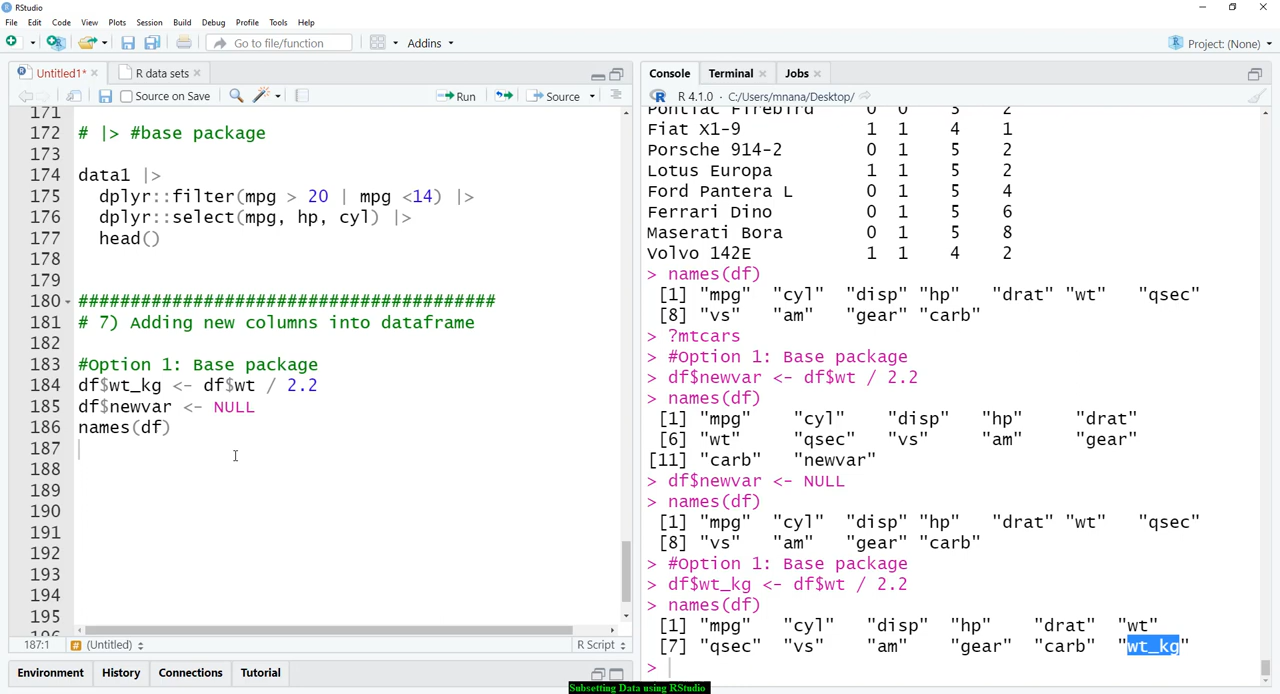 RStudio
File Edit Code View Plots Session Build Debug Profile Tools Help
Go to file/function Addins Project: (None)
Untitled1* R data sets
Source on Save Run Source
171
172 # |> #base package
173
174 data1 |>
175 dplyr::filter(mpg > 20 | mpg <14) |>
176 dplyr::select(mpg, hp, cyl) |>
177 head()
178
179
180 ########################################
181 # 7) Adding new columns into dataframe
182
183 #Option 1: Base package
184 df$wt_kg <- df$wt / 2.2
185 df$newvar <- NULL
186 names(df)
187
188
189
190
191
192
193
194
195
196
187:1 # (Untitled) R Script
Environment History Connections Tutorial
Console Terminal Jobs
R 4.1.0 · C:/Users/mnana/Desktop/
Pontiac Firebird 0 0 3 2
Fiat X1-9 1 1 4 1
Porsche 914-2 0 1 5 2
Lotus Europa 1 1 5 2
Ford Pantera L 0 1 5 4
Ferrari Dino 0 1 5 6
Maserati Bora 0 1 5 8
Volvo 142E 1 1 4 2
> names(df)
[1] "mpg" "cyl" "disp" "hp" "drat" "wt" "qsec"
[8] "vs" "am" "gear" "carb"
> ?mtcars
> #Option 1: Base package
> df$newvar <- df$wt / 2.2
> names(df)
[1] "mpg" "cyl" "disp" "hp" "drat"
[6] "wt" "qsec" "vs" "am" "gear"
[11] "carb" "newvar"
> df$newvar <- NULL
> names(df)
[1] "mpg" "cyl" "disp" "hp" "drat" "wt" "qsec"
[8] "vs" "am" "gear" "carb"
> #Option 1: Base package
> df$wt_kg <- df$wt / 2.2
> names(df)
[1] "mpg" "cyl" "disp" "hp" "drat" "wt"
[7] "qsec" "vs" "am" "gear" "carb" "wt_kg"
>
Subsetting Data using RStudio